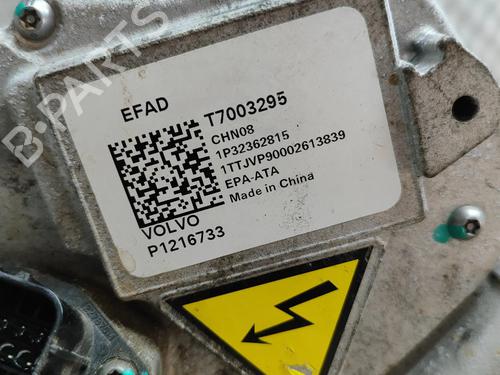 B-PARTS
EFAD
T7003295
CHN08
1P32362815
1TTJVP90002613839
EPA-ATA
Made in China
VOLVO
P1216733